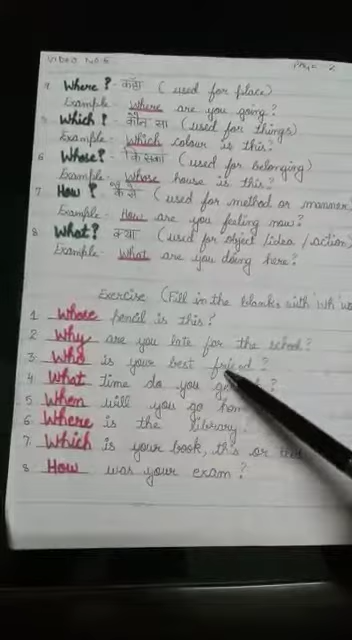 Video No. 5
4 Where? - कहाँ (used for place)
Example - Where are you going?
5 Which? - कौन सा (used for things)
Example - Which colour is this?
6 Whose? - किसका (used for belonging)
Example - Whose house is this?
7 How? - कैसे (used for method or manner
Example - How are you feeling now?
8 What? - क्या (used for object / idea / action
Example - What are you doing here?
Exercise (Fill in the blanks with 'wh' wo
1 Whose pencil is this?
2 Why are you late for the school?
3 Who is your best friend?
4 What time do you
5 When will you go hom
6 Where is the library
7 Which is your book, this or
8 How was your exam?